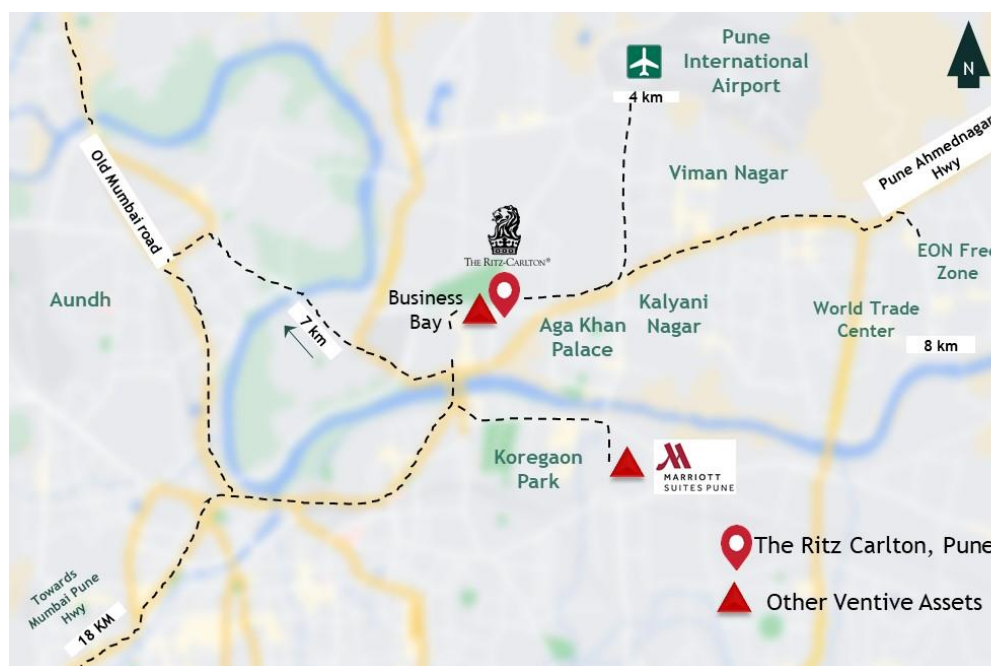 Pune
International
Airport
4 km
N
Viman Nagar
Pune Ahmednagar
Hwy
Old Mumbai road
THE RITZ-CARLTON®
EON Free
Zone
Aundh
Business
Bay
7 km
Aga Khan
Palace
Kalyani
Nagar
World Trade
Center
8 km
Koregaon
Park
MARRIOTT
SUITES PUNE
The Ritz Carlton, Pune
Other Ventive Assets
Towards
Mumbai Pune
Hwy
18 KM